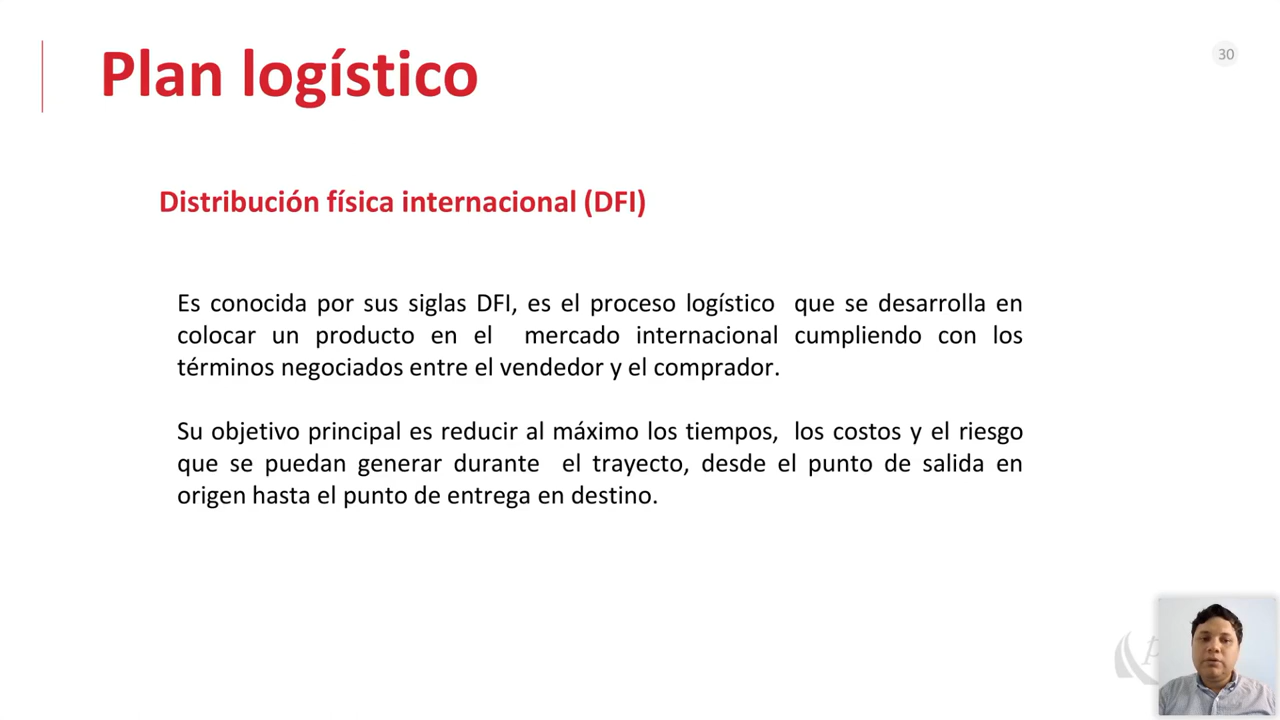 Plan logístico
30
Distribución física internacional (DFI)
Es conocida por sus siglas DFI, es el proceso logístico que se desarrolla en
colocar un producto en el mercado internacional cumpliendo con los
términos negociados entre el vendedor y el comprador.
Su objetivo principal es reducir al máximo los tiempos, los costos y el riesgo
que se puedan generar durante el trayecto, desde el punto de salida en
origen hasta el punto de entrega en destino.